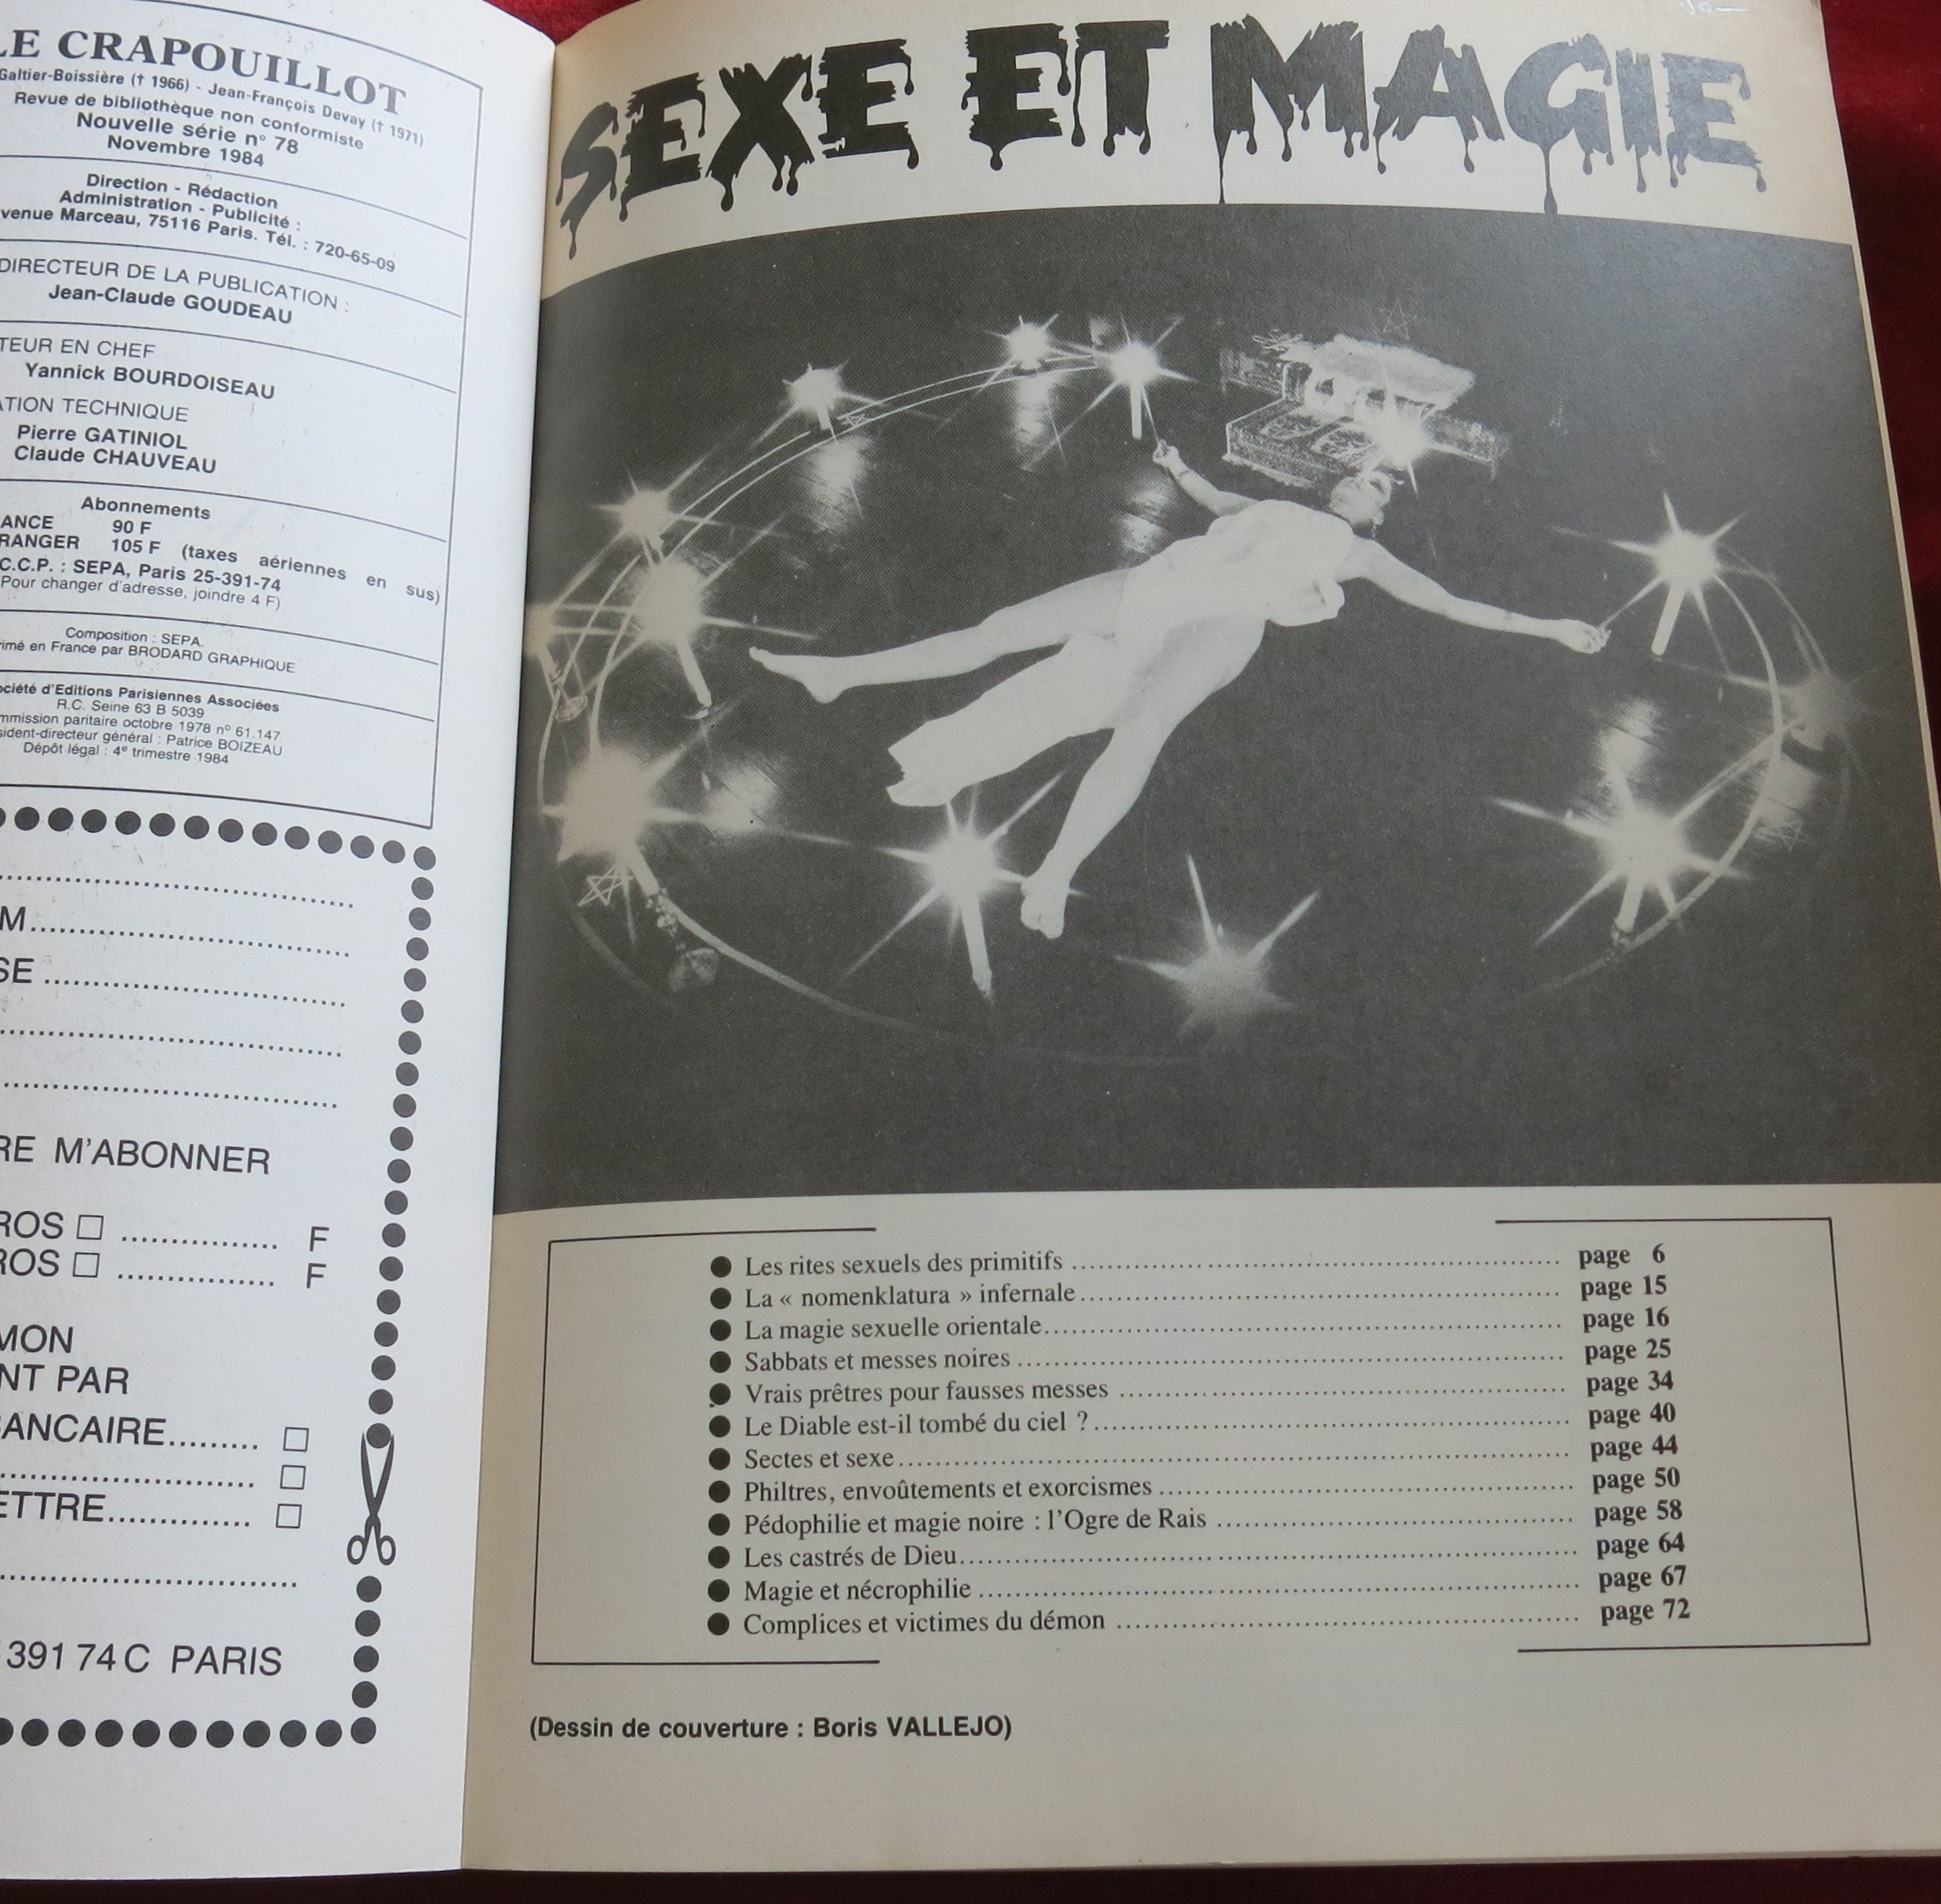 LE CRAPOUILLOT
Galtier-Boissière († 1966) - Jean-François Devay († 1971)
Revue de bibliothèque non conformiste
Nouvelle série n° 78
Novembre 1984
Direction - Rédaction
Administration - Publicité :
Marceau, 75116 Paris. Tél. : 720-65-09
DIRECTEUR DE LA PUBLICATION :
Jean-Claude GOUDEAU
TEUR EN CHEF
Yannick BOURDOISEAU
ATION TECHNIQUE
Pierre GATINIOL
Claude CHAUVEAU
Abonnements
ANCE 90 F
RANGER 105 F (taxes aériennes en sus)
C.C.P. : SEPA, Paris 25-391-74
Pour changer d'adresse, joindre 4 F)
Composition : SEPA.
imé en France par BRODARD GRAPHIQUE
ociété d'Editions Parisiennes Associées
R.C. Seine 63 B 5039
mmission paritaire octobre 1978 n° 61.147
sident-directeur général : Patrice BOIZEAU
Dépôt légal : 4e trimestre 1984
M
SE
RE M'ABONNER
ROS □ F
ROS □ F
MON
NT PAR
BANCAIRE □
□
ETTRE □
391 74 C PARIS
SEXE ET MAGIE
● Les rites sexuels des primitifs page 6
● La « nomenklatura » infernale page 15
● La magie sexuelle orientale page 16
● Sabbats et messes noires page 25
● Vrais prêtres pour fausses messes page 34
● Le Diable est-il tombé du ciel ? page 40
● Sectes et sexe page 44
● Philtres, envoûtements et exorcismes page 50
● Pédophilie et magie noire : l'Ogre de Rais page 58
● Les castrés de Dieu page 64
● Magie et nécrophilie page 67
● Complices et victimes du démon page 72
(Dessin de couverture : Boris VALLEJO)